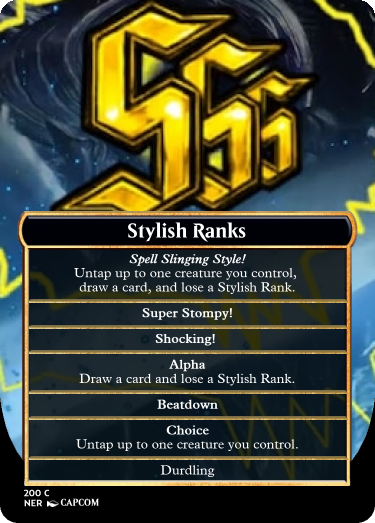 SSS
Stylish Ranks
Spell Slinging Style!
Untap up to one creature you control,
draw a card, and lose a Stylish Rank.
Super Stompy!
Shocking!
Alpha
Draw a card and lose a Stylish Rank.
Beatdown
Choice
Untap up to one creature you control.
Durdling
200 C
NER CAPCOM